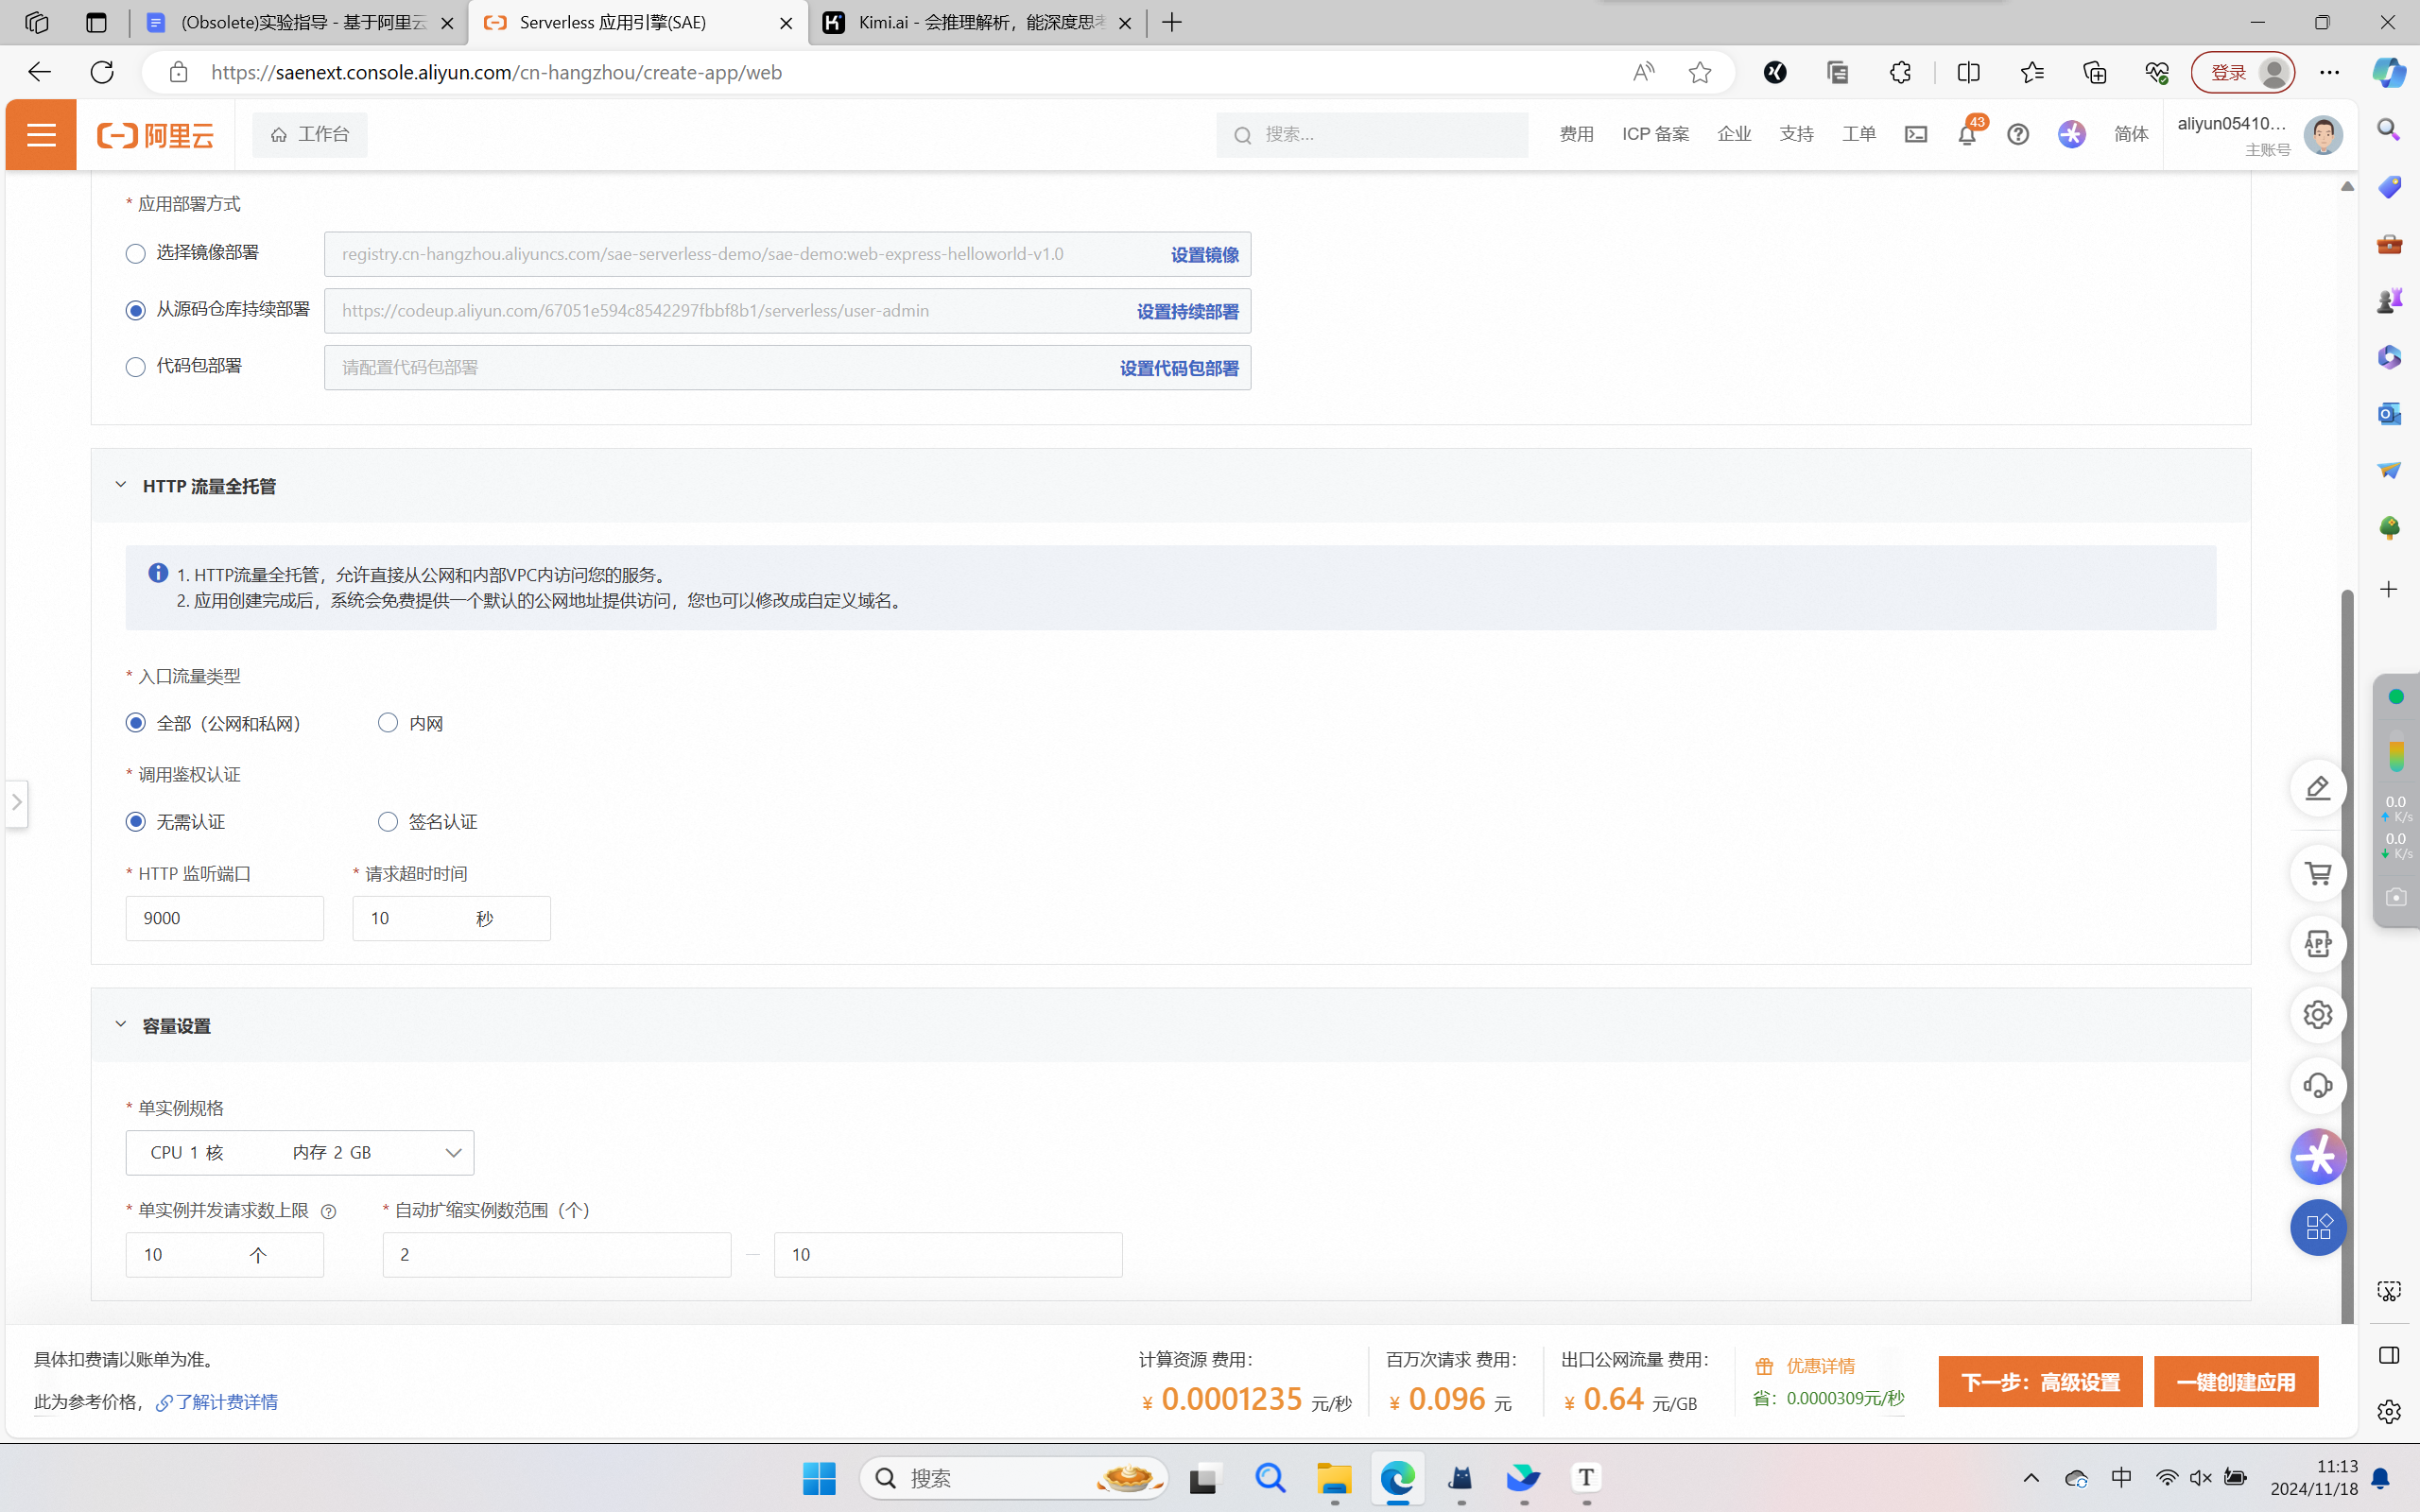 (Obsolete)实验指导 - 基于阿里云
Serverless 应用引擎(SAE)
Kimi.ai - 会推理解析，能深度思考
https://saenext.console.aliyun.com/cn-hangzhou/create-app/web
登录
阿里云
工作台
搜索...
费用
ICP 备案
企业
支持
工单
43
简体
aliyun05410...
主账号
* 应用部署方式
选择镜像部署
registry.cn-hangzhou.aliyuncs.com/sae-serverless-demo/sae-demo:web-express-helloworld-v1.0
设置镜像
从源码仓库持续部署
https://codeup.aliyun.com/67051e594c8542297fbbf8b1/serverless/user-admin
设置持续部署
代码包部署
请配置代码包部署
设置代码包部署
HTTP 流量全托管
1. HTTP流量全托管，允许直接从公网和内部VPC内访问您的服务。
2. 应用创建完成后，系统会免费提供一个默认的公网地址提供访问，您也可以修改成自定义域名。
* 入口流量类型
全部（公网和私网）
内网
* 调用鉴权认证
无需认证
签名认证
* HTTP 监听端口
* 请求超时时间
9000
10 秒
0.0
K/s
0.0
K/s
APP
容量设置
* 单实例规格
CPU 1 核 内存 2 GB
* 单实例并发请求数上限
* 自动扩缩实例数范围（个）
10 个
2
10
具体扣费请以账单为准。
此为参考价格，
了解计费详情
计算资源 费用：
¥ 0.0001235 元/秒
百万次请求 费用：
¥ 0.096 元
出口公网流量 费用：
¥ 0.64 元/GB
优惠详情
省：0.0000309元/秒
下一步：高级设置
一键创建应用
搜索
中
11:13
2024/11/18